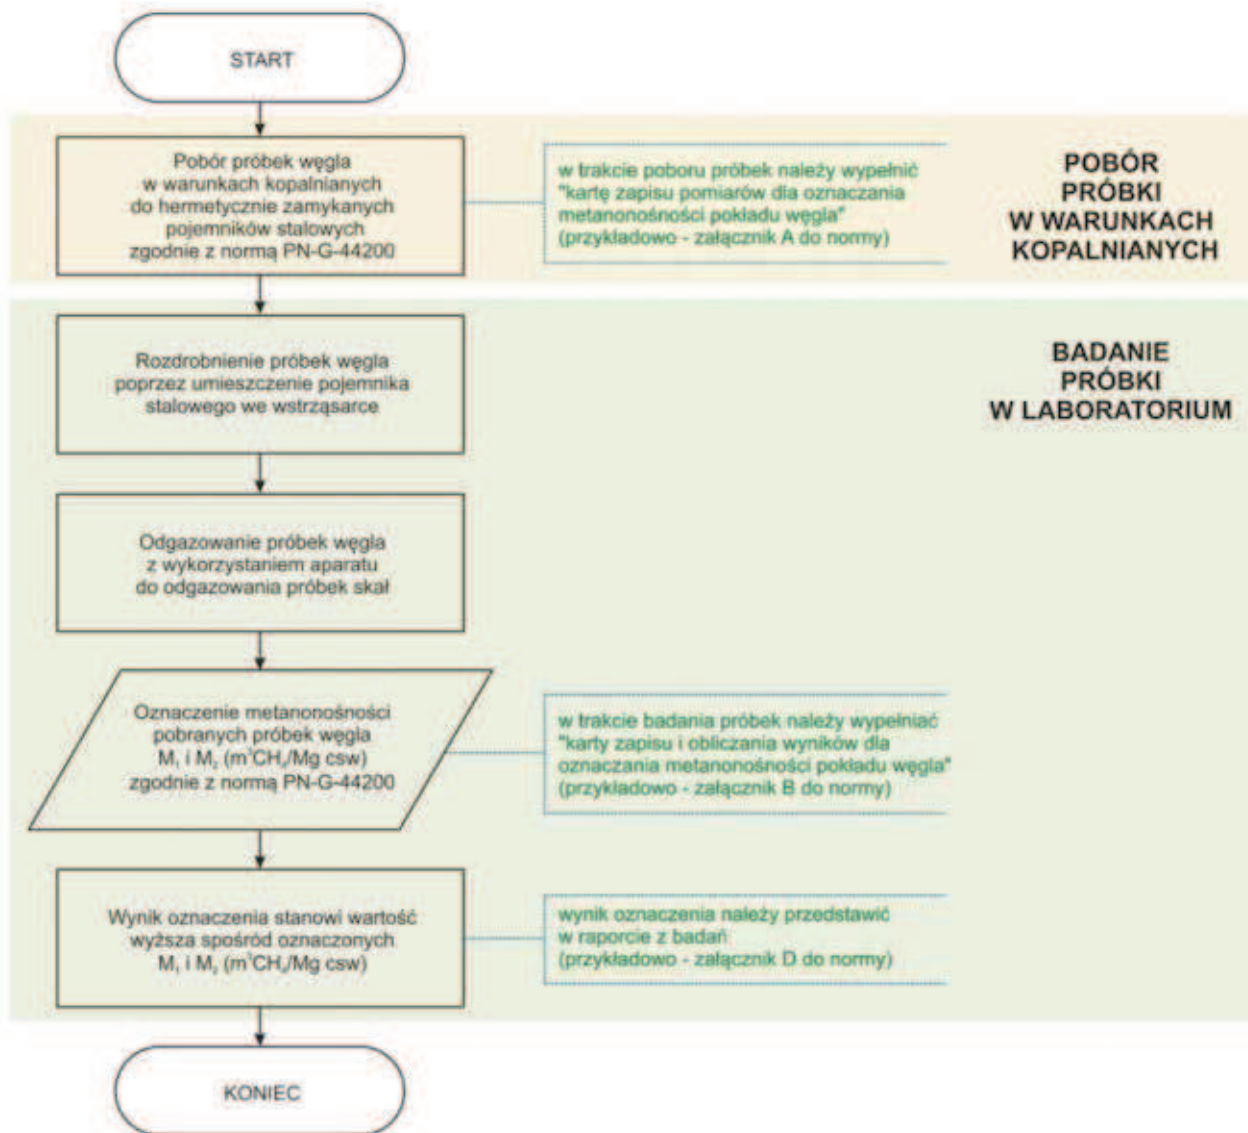 START
Pobór próbek węgla
w warunkach kopalnianych
do hermetycznie zamykanych
pojemników stalowych
zgodnie z normą PN-G-44200
w trakcie poboru próbek należy wypełnić
"kartę zapisu pomiarów dla oznaczania
metanonośności pokładu węgla"
(przykładowo - załącznik A do normy)
POBÓR
PRÓBKI
W WARUNKACH
KOPALNIANYCH
Rozdrobnienie próbek węgla
poprzez umieszczenie pojemnika
stalowego we wstrząsarce
BADANIE
PRÓBKI
W LABORATORIUM
Odgazowanie próbek węgla
z wykorzystaniem aparatu
do odgazowania próbek skał
Oznaczenie metanonośności
pobranych próbek węgla
M₁ i M₂ (m³CH₄/Mg csw)
zgodnie z normą PN-G-44200
w trakcie badania próbek należy wypełniać
"karty zapisu i obliczania wyników dla
oznaczania metanonośności pokładu węgla"
(przykładowo - załącznik B do normy)
Wynik oznaczenia stanowi wartość
wyższa spośród oznaczonych
M₁ i M₂ (m³CH₄/Mg csw)
wynik oznaczenia należy przedstawić
w raporcie z badań
(przykładowo - załącznik D do normy)
KONIEC